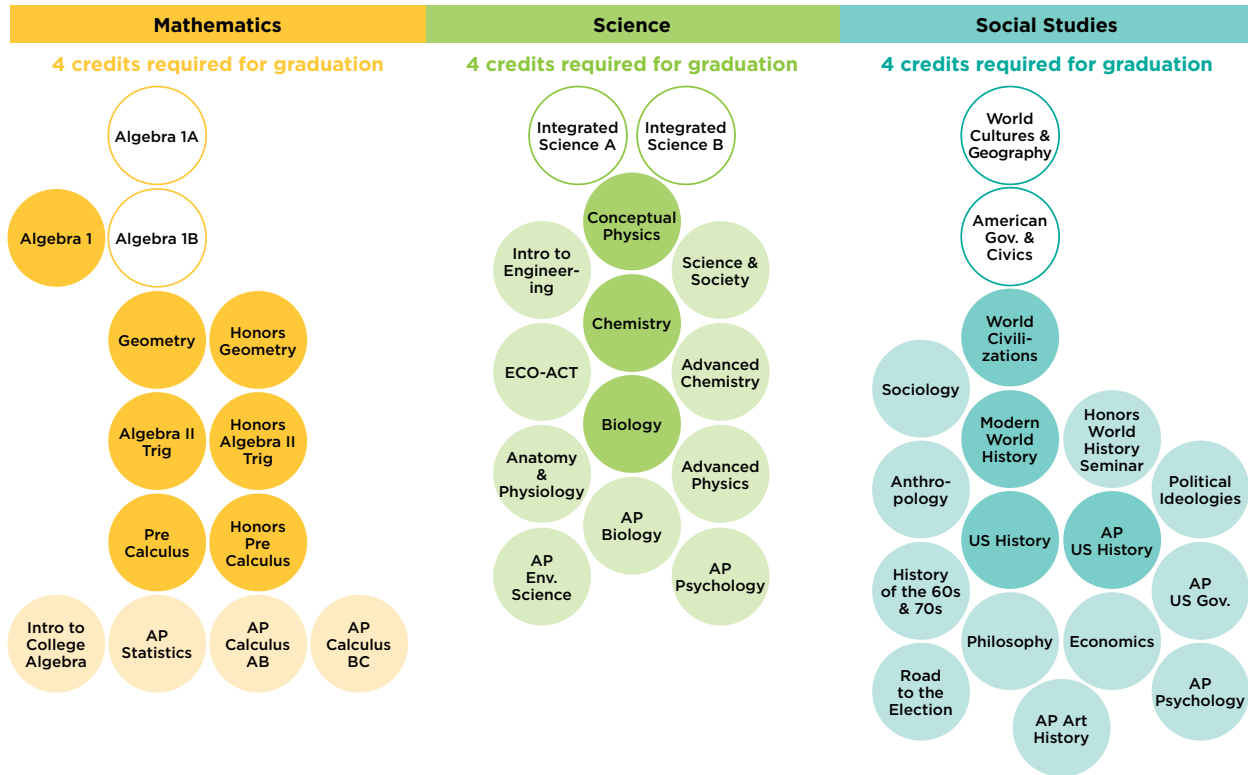 Mathematics
4 credits required for graduation
Algebra 1A
Algebra 1
Algebra 1B
Geometry
Honors
Geometry
Algebra II
Trig
Honors
Algebra II
Trig
Pre
Calculus
Honors
Pre
Calculus
Intro to
College
Algebra
AP
Statistics
AP
Calculus
AB
AP
Calculus
BC
Science
4 credits required for graduation
Integrated
Science A
Integrated
Science B
Conceptual
Physics
Intro to
Engineer-
ing
Science &
Society
Chemistry
ECO-ACT
Advanced
Chemistry
Biology
Anatomy
&
Physiology
Advanced
Physics
AP
Biology
AP
Env.
Science
AP
Psychology
Social Studies
4 credits required for graduation
World
Cultures &
Geography
American
Gov. &
Civics
World
Civili-
zations
Sociology
Modern
World
History
Honors
World
History
Seminar
Anthro-
pology
Political
Ideologies
US History
AP
US History
History
of the 60s
& 70s
AP
US Gov.
Philosophy
Economics
Road
to the
Election
AP
Psychology
AP Art
History